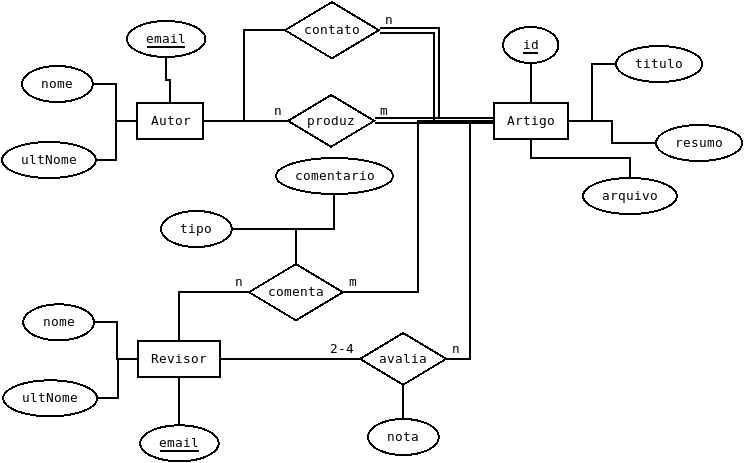 n
contato
email
id
titulo
nome
n
m
Autor
produz
Artigo
resumo
ultNome
comentario
arquivo
tipo
n
m
comenta
nome
2-4
n
Revisor
avalia
ultNome
email
nota